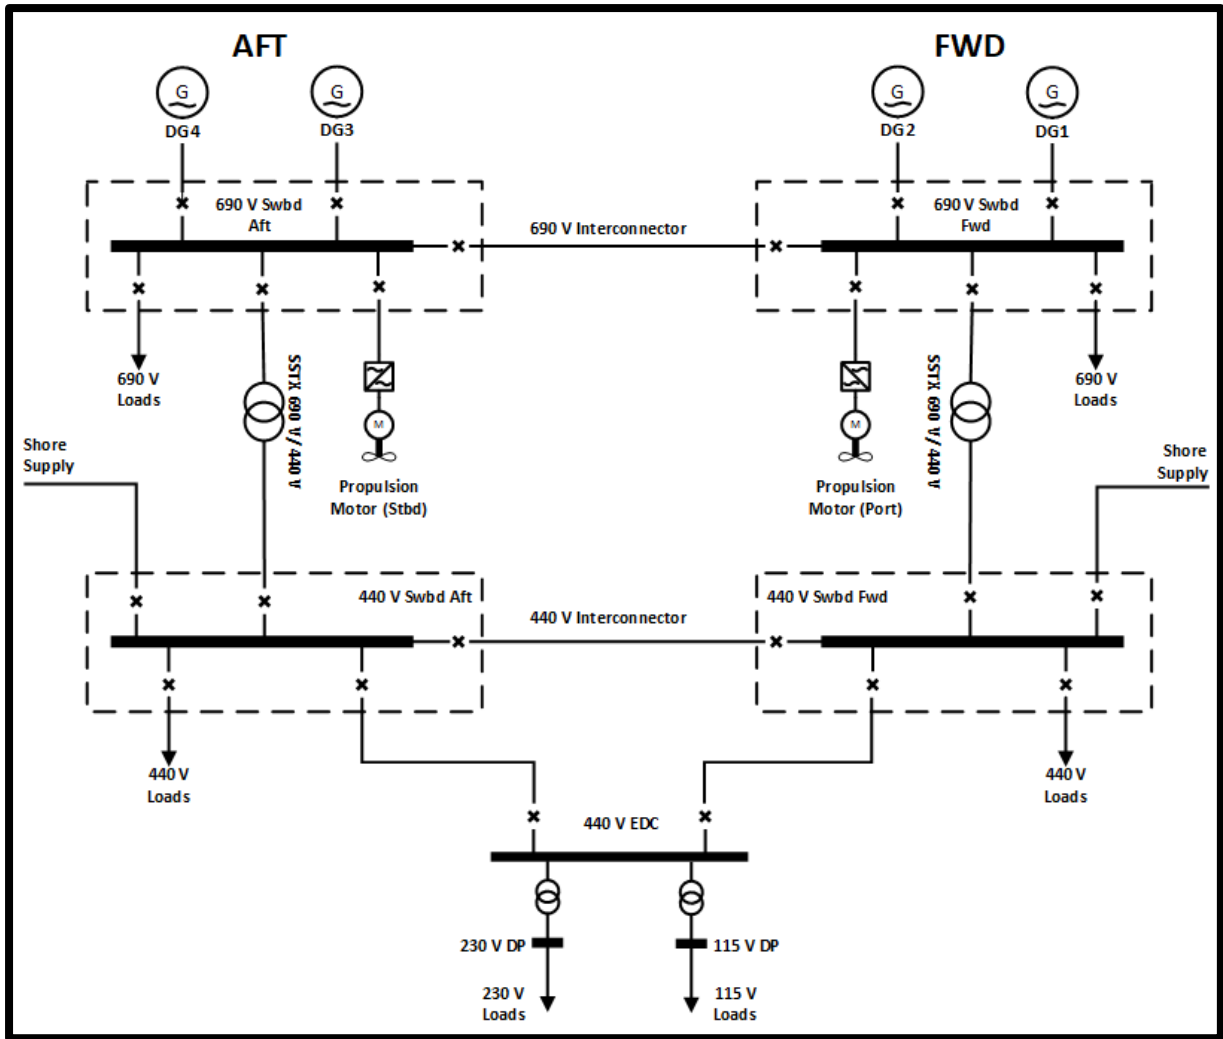 AFT
FWD
G
G
G
G
DG4
DG3
DG2
DG1
690 V Swbd
Aft
690 V Swbd
Fwd
690 V Interconnector
690 V
Loads
SSTX 690 V/440 V
M
Propulsion
Motor (Stbd)
M
Propulsion
Motor (Port)
SSTX 690 V/440 V
690 V
Loads
Shore
Supply
Shore
Supply
440 V Swbd Aft
440 V Interconnector
440 V Swbd Fwd
440 V
Loads
440 V
Loads
440 V EDC
230 V DP
115 V DP
230 V
Loads
115 V
Loads